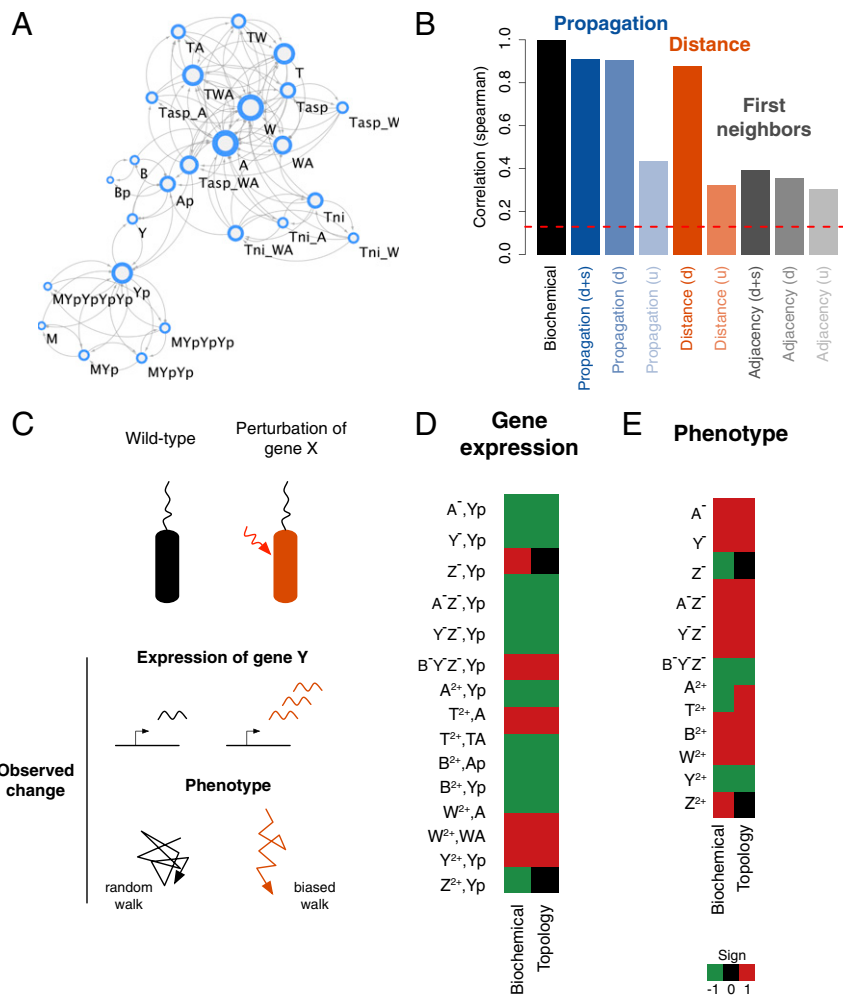 A
TA
TW
T
TWA
Tasp
Tasp_A
Tasp_W
W
A
WA
B
Tasp_WA
Bp
Ap
Tni
Y
Tni_A
Tni_WA
Tni_W
Yp
MYpYpYpYp
M
MYpYpYp
MYp
MYpYp
B
Propagation
Distance
First
neighbors
Correlation (spearman)
0.0
0.2
0.4
0.6
0.8
1.0
Biochemical
Propagation (d+s)
Propagation (d)
Propagation (u)
Distance (d)
Distance (u)
Adjacency (d+s)
Adjacency (d)
Adjacency (u)
C
Wild-type
Perturbation of
gene X
Expression of gene Y
Observed
change
Phenotype
random
walk
biased
walk
D
Gene
expression
A⁻,Yp
Y⁻,Yp
Z⁻,Yp
A⁻Z⁻,Yp
Y⁻Z⁻,Yp
B⁻Y⁻Z⁻,Yp
A²⁺,Yp
T²⁺,A
T²⁺,TA
B²⁺,Ap
B²⁺,Yp
W²⁺,A
W²⁺,WA
Y²⁺,Yp
Z²⁺,Yp
Biochemical
Topology
E
Phenotype
A⁻
Y⁻
Z⁻
A⁻Z⁻
Y⁻Z⁻
B⁻Y⁻Z⁻
A²⁺
T²⁺
B²⁺
W²⁺
Y²⁺
Z²⁺
Biochemical
Topology
Sign
-1 0 1